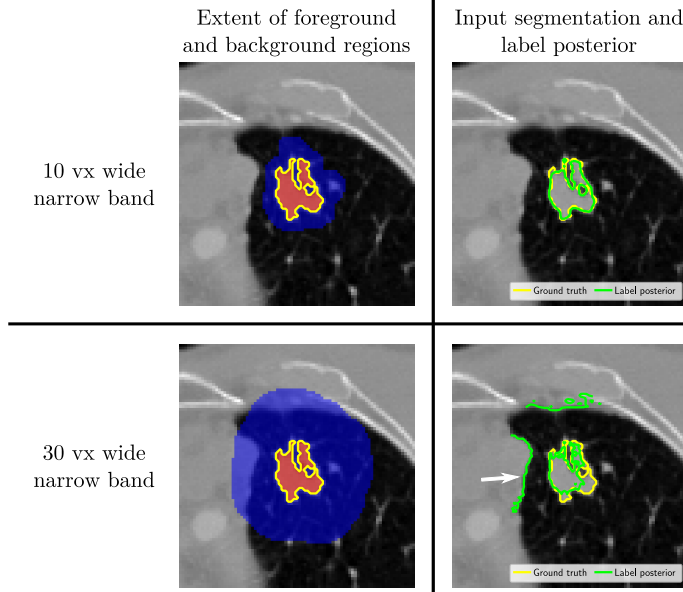 Extent of foreground
and background regions
Input segmentation and
label posterior
10 vx wide
narrow band
Ground truth
Label posterior
30 vx wide
narrow band
Ground truth
Label posterior